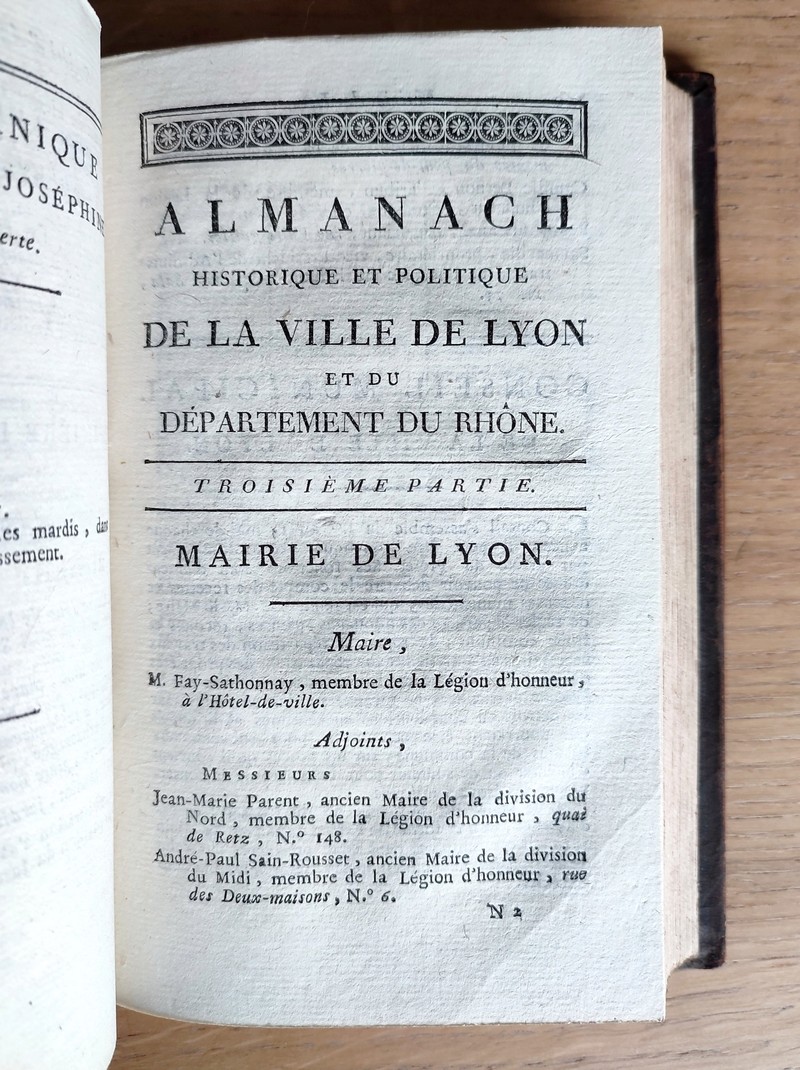 NIQUE
JOSÉPHINE
erte.
es mardis, dans
ssement.
ALMANACH
HISTORIQUE ET POLITIQUE
DE LA VILLE DE LYON
ET DU
DÉPARTEMENT DU RHÔNE.
TROISIÈME PARTIE.
MAIRIE DE LYON.
Maire,
M. Fay-Sathonnay, membre de la Légion d'honneur,
à l'Hôtel-de-ville.
Adjoints,
MESSIEURS
Jean-Marie Parent, ancien Maire de la division du
Nord, membre de la Légion d'honneur, quai
de Retz, N.° 148.
André-Paul Sain-Rousset, ancien Maire de la division
du Midi, membre de la Légion d'honneur, rue
des Deux-maisons, N.° 6.
N 2